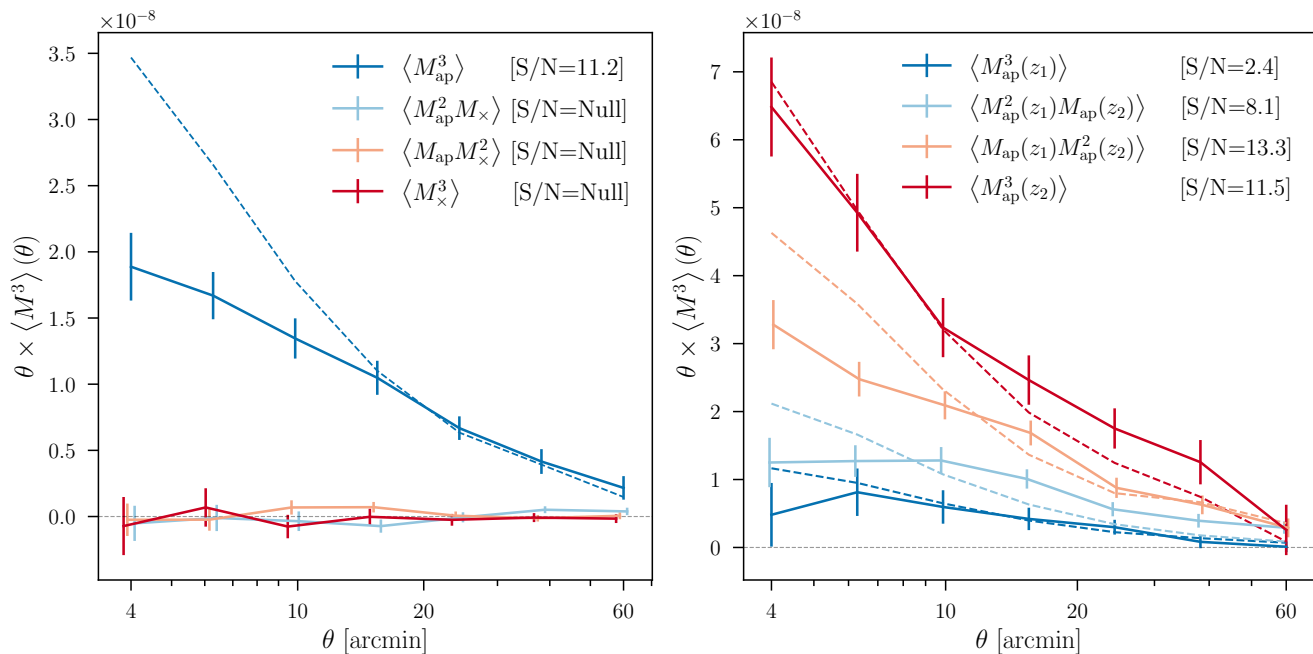 ×10⁻⁸
θ × ⟨M³⟩(θ)
3.5
3.0
2.5
2.0
1.5
1.0
0.5
0.0
⟨M³ₐₚ⟩ [S/N=11.2]
⟨M²ₐₚM×⟩ [S/N=Null]
⟨MₐₚM²×⟩ [S/N=Null]
⟨M³×⟩ [S/N=Null]
4 10 20 60
θ [arcmin]
×10⁻⁸
θ × ⟨M³⟩(θ)
7
6
5
4
3
2
1
0
⟨M³ₐₚ(z₁)⟩ [S/N=2.4]
⟨M²ₐₚ(z₁)Mₐₚ(z₂)⟩ [S/N=8.1]
⟨Mₐₚ(z₁)M²ₐₚ(z₂)⟩ [S/N=13.3]
⟨M³ₐₚ(z₂)⟩ [S/N=11.5]
4 10 20 60
θ [arcmin]